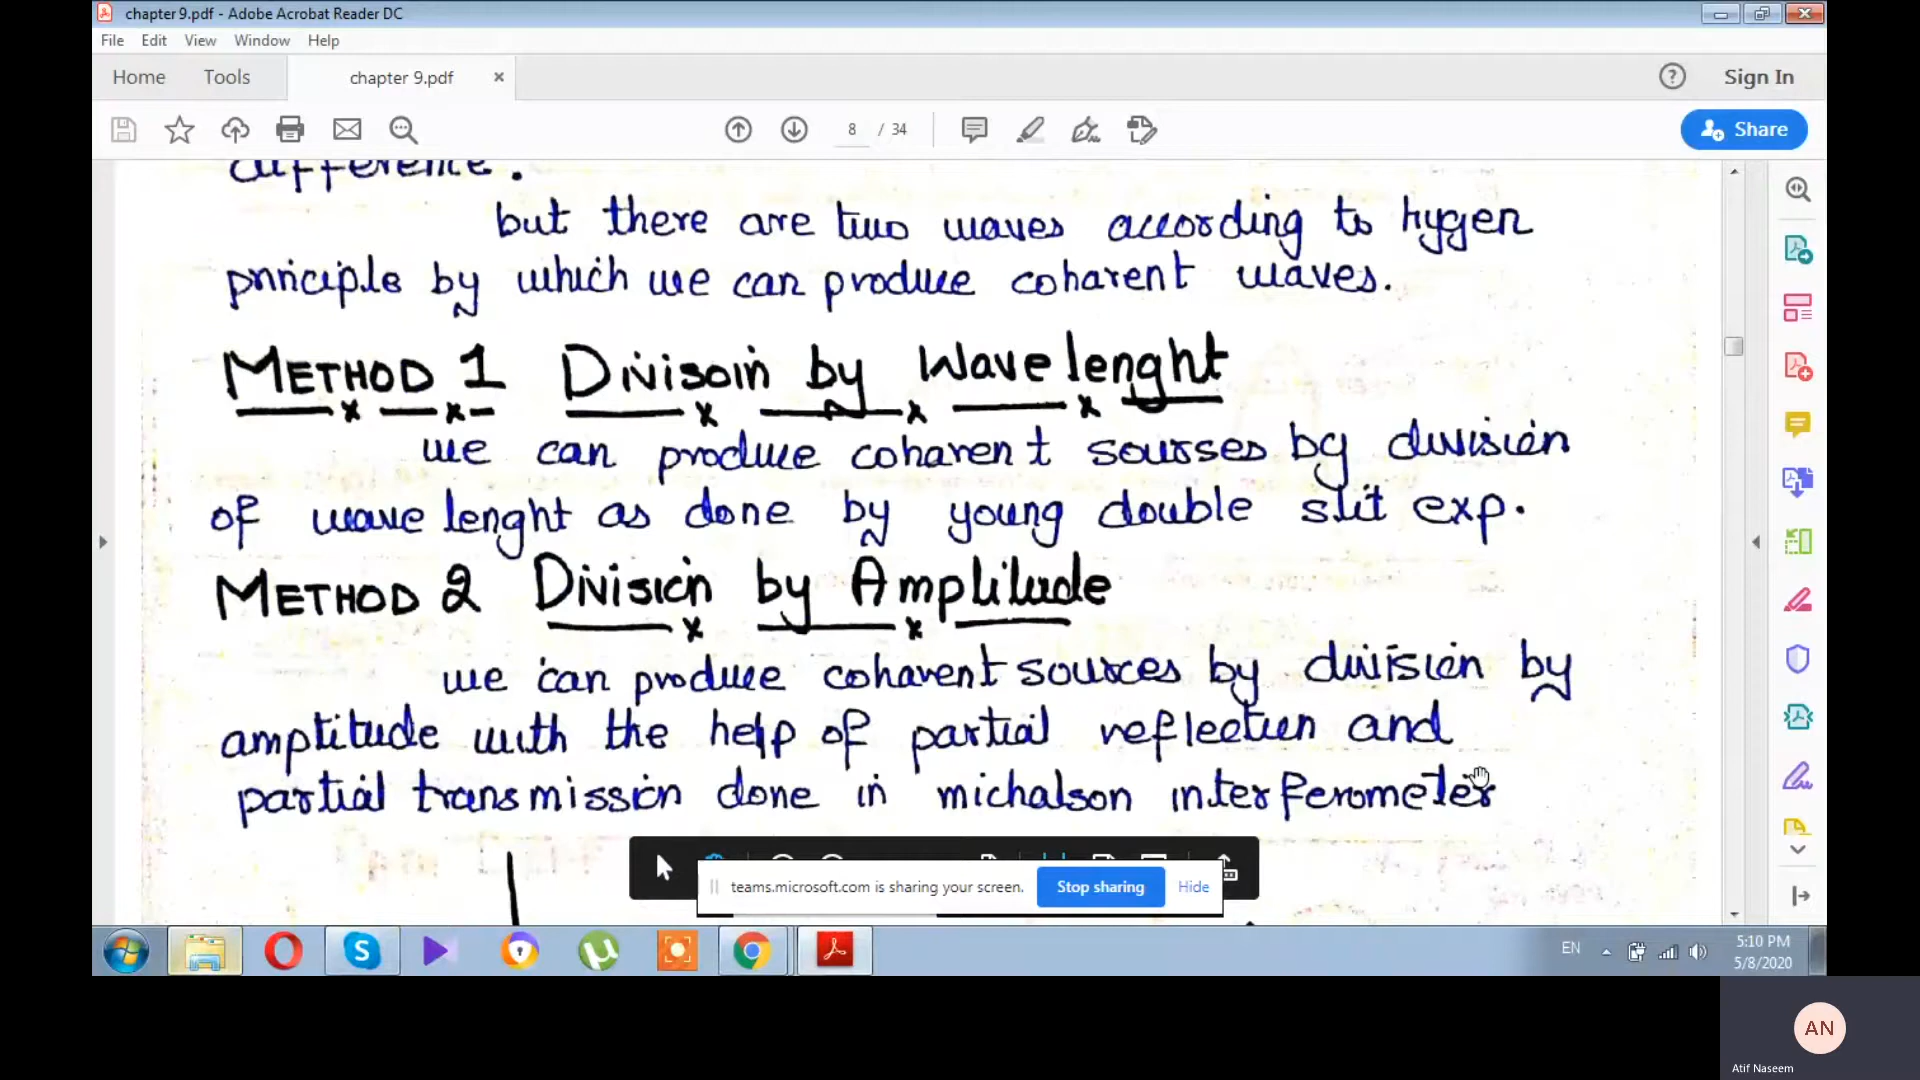 chapter 9.pdf - Adobe Acrobat Reader DC
File Edit View Window Help
Home Tools chapter 9.pdf × Sign In
8 / 34 Share
difference.
but there are two waves according to hygen
pnriciple by which we can produce coharent waves.
METHOD 1 Divisoin by Wave lenght
we can produce coharent sourses by division
of wave lenght as done by young double slit exp.
METHOD 2 Division by Amplitude
we can produce coharent sources by division by
amptitude with the help of partial reflection and
partial transmission done in michalson interferometer
teams.microsoft.com is sharing your screen. Stop sharing Hide
EN 5:10 PM
5/8/2020
AN
Atif Naseem